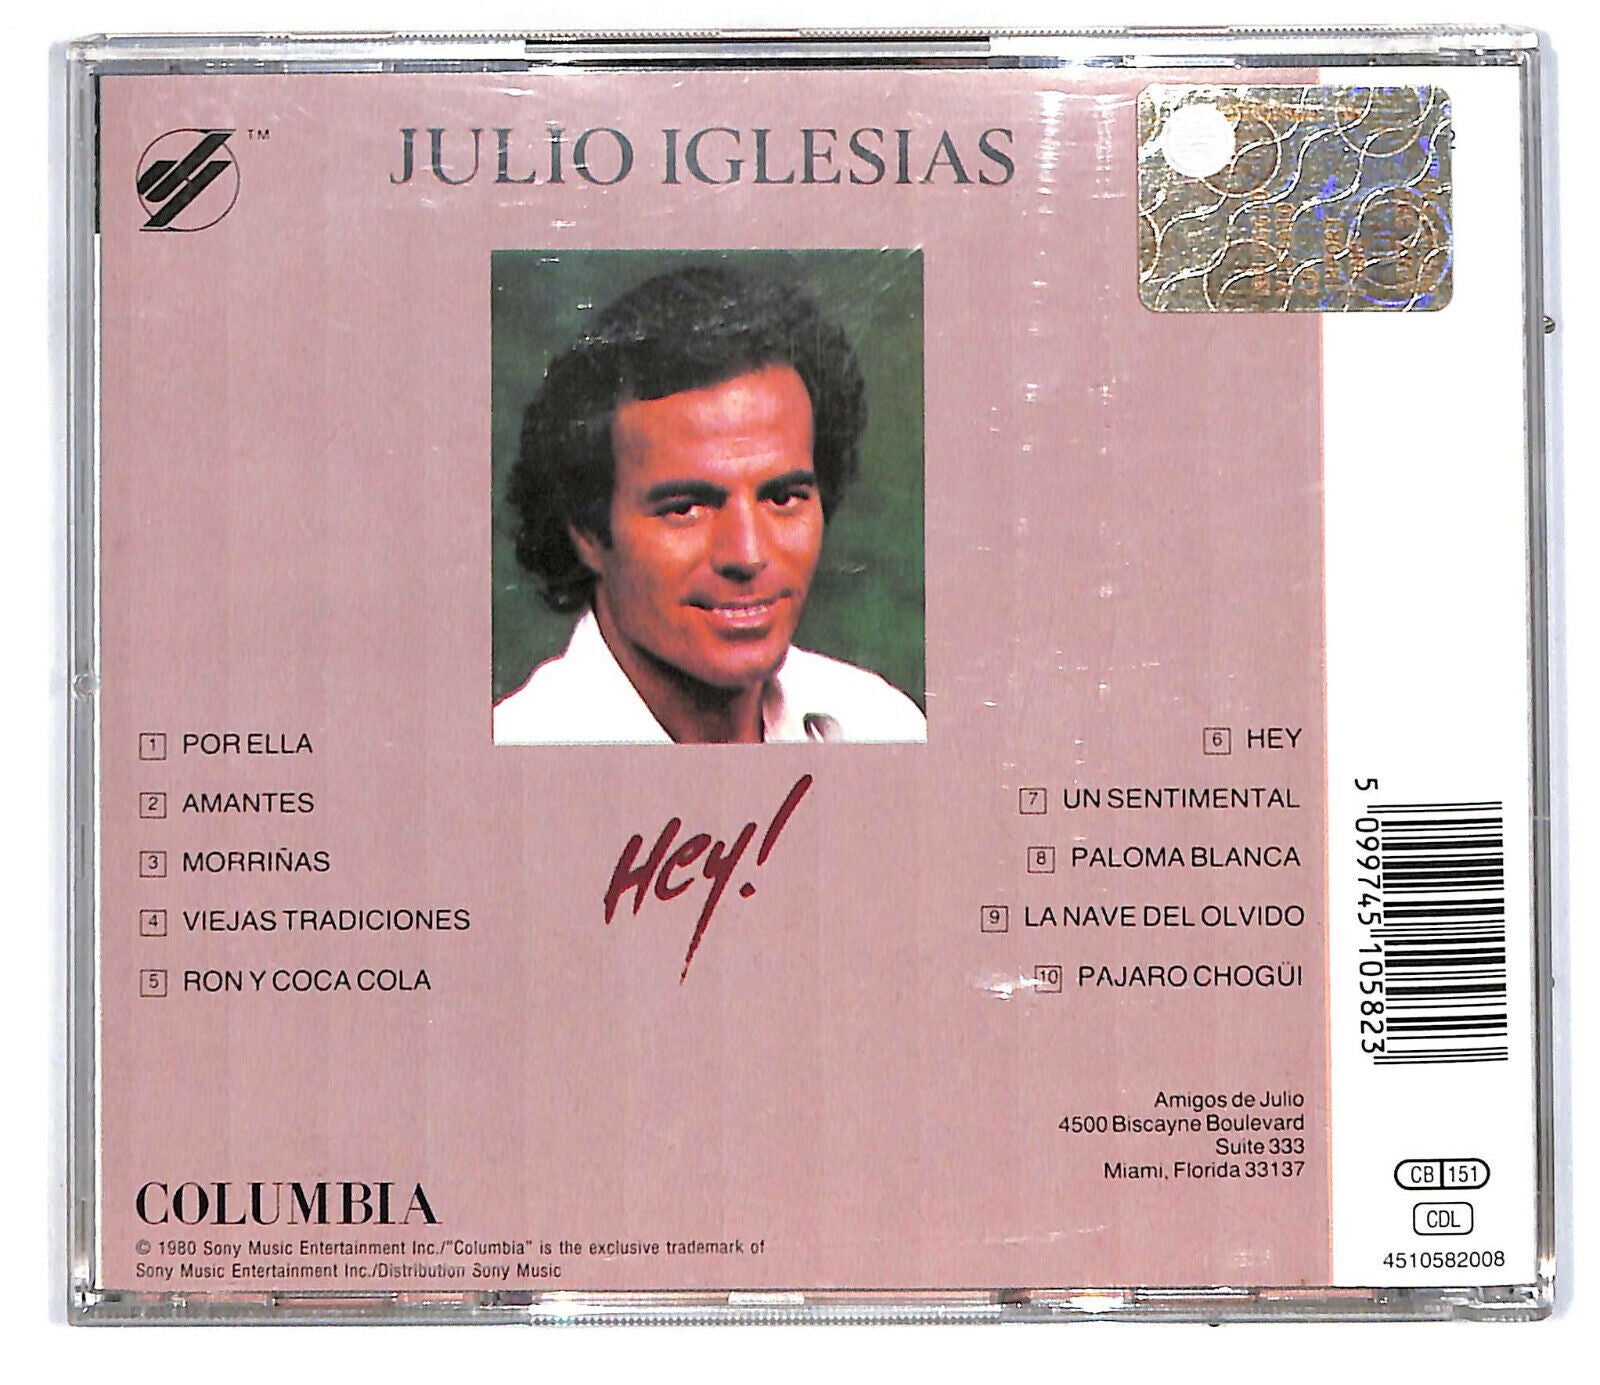 ™
JULIO IGLESIAS
1 POR ELLA
2 AMANTES
3 MORRIÑAS
4 VIEJAS TRADICIONES
5 RON Y COCA COLA
Hey!
6 HEY
7 UN SENTIMENTAL
8 PALOMA BLANCA
9 LA NAVE DEL OLVIDO
10 PAJARO CHOGÜI
Amigos de Julio
4500 Biscayne Boulevard
Suite 333
Miami, Florida 33137
COLUMBIA
© 1980 Sony Music Entertainment Inc./"Columbia" is the exclusive trademark of
Sony Music Entertainment Inc./Distribution Sony Music
5 099745 105823
CB 151
CDL
4510582008